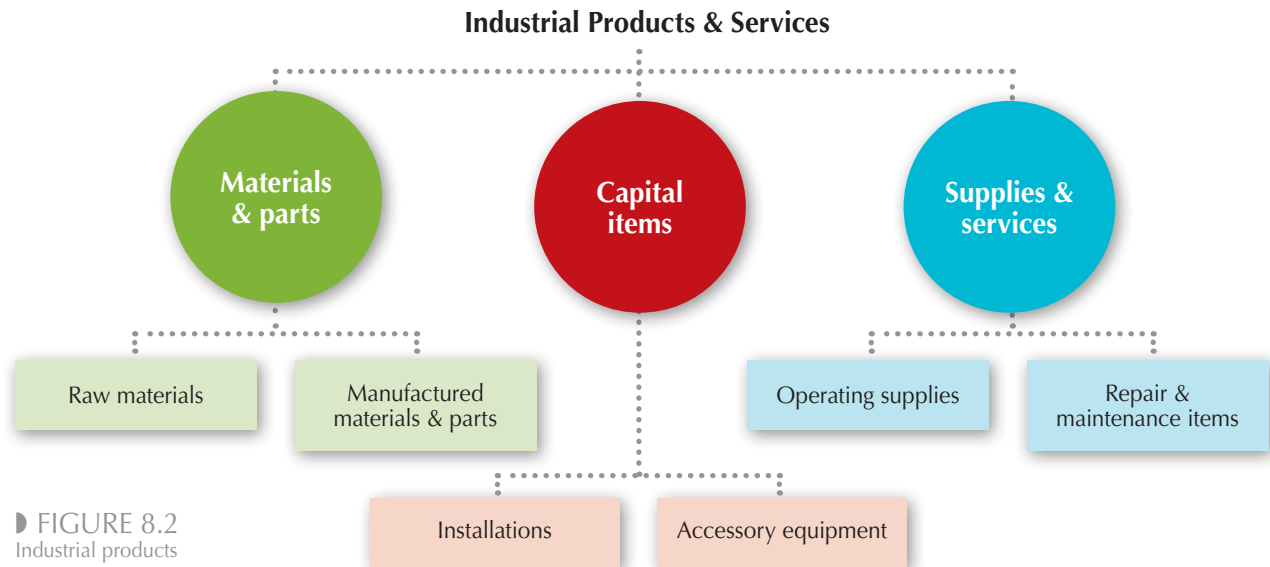 Industrial Products & Services
Materials
& parts
Capital
items
Supplies &
services
Raw materials
Manufactured
materials & parts
Operating supplies
Repair &
maintenance items
Installations
Accessory equipment
FIGURE 8.2
Industrial products